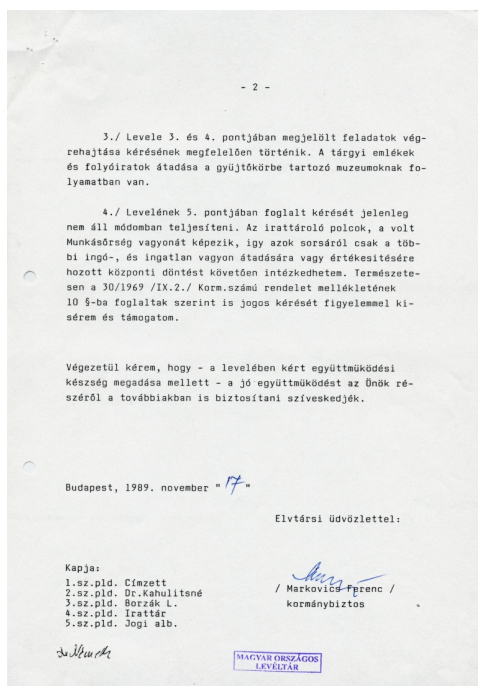 - 2 -
3./ Levele 3. és 4. pontjában megjelölt feladatok vég-
rehajtása kérésének megfelelően történik. A tárgyi emlékek
és folyóiratok átadása a gyüjtőkörbe tartozó muzeumoknak fo-
lyamatban van.
4./ Levelének 5. pontjában foglalt kérését jelenleg
nem áll módomban teljesíteni. Az irattároló polcok, a volt
Munkásőrség vagyonát képezik, igy azok sorsáról csak a töb-
bi ingó-, és ingatlan vagyon átadására vagy értékesitésére
hozott központi döntést követően intézkedhetem. Természete-
sen a 30/1969 /IX.2./ Korm.számú rendelet mellékletének
10 §-ba foglaltak szerint is jogos kérését figyelemmel ki-
sérem és támogatom.
Végezetül kérem, hogy - a levelében kért együttmüködési
készség megadása mellett - a jó együttmüködést az Önök ré-
széről a továbbiakban is biztosítani szíveskedjék.
Budapest, 1989. november " 17 "
Elvtársi üdvözlettel:
Kapja:
1.sz.pld. Címzett
2.sz.pld. Dr.Kahulitsné
3.sz.pld. Borzák L.
4.sz.pld. Irattár
5.sz.pld. Jogi alb.
/ Markovics Ferenc /
kormánybiztos
MAGYAR ORSZÁGOS
LEVÉLTÁR